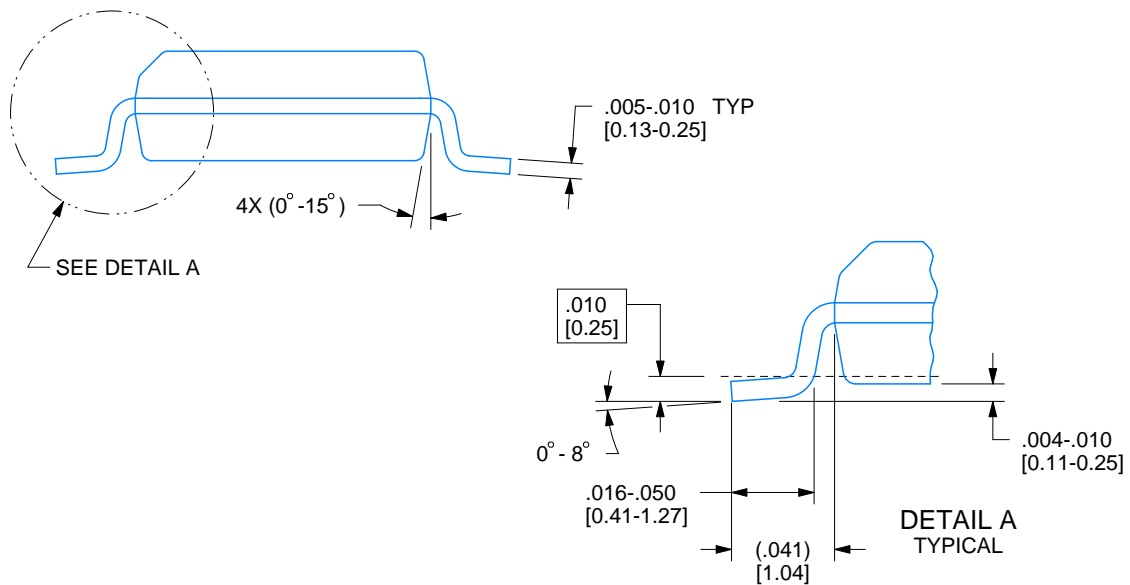 .005-.010 TYP
[0.13-0.25]
4X (0°-15°)
SEE DETAIL A
.010
[0.25]
0°-8°
.004-.010
[0.11-0.25]
.016-.050
[0.41-1.27]
DETAIL A
TYPICAL
(.041)
[1.04]